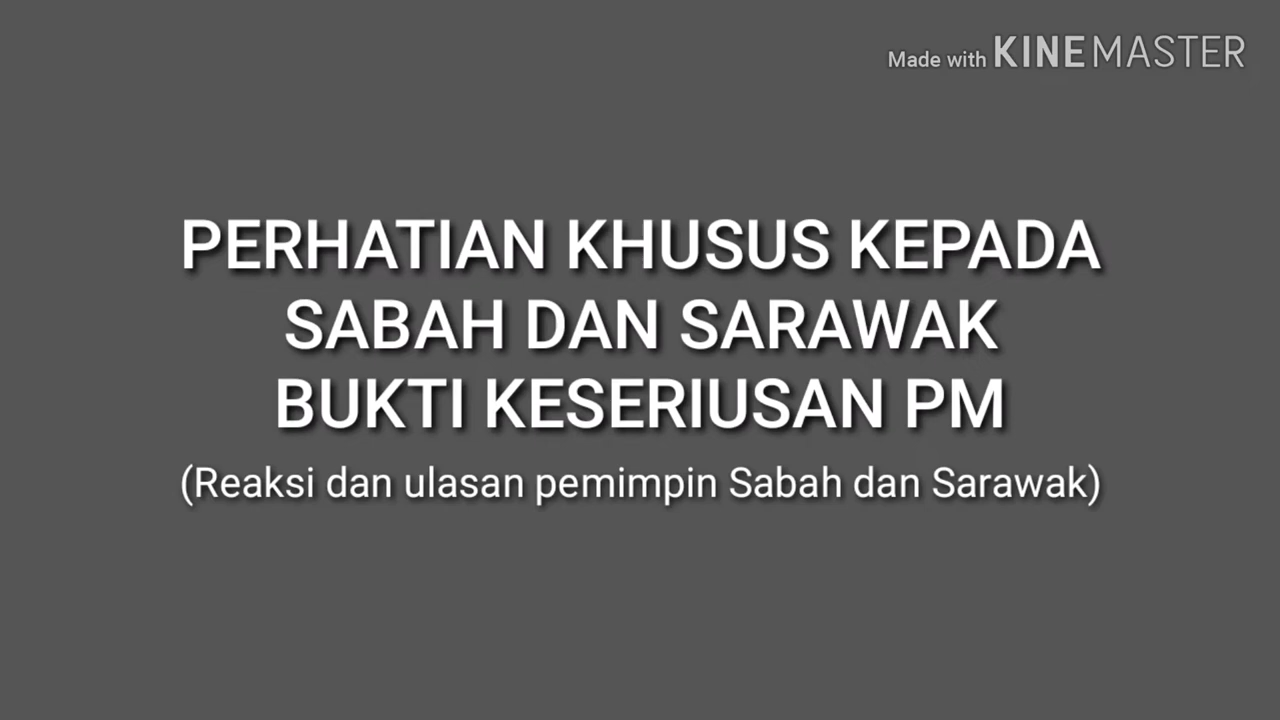 Made with KINEMASTER
PERHATIAN KHUSUS KEPADA
SABAH DAN SARAWAK
BUKTI KESERIUSAN PM
(Reaksi dan ulasan pemimpin Sabah dan Sarawak)